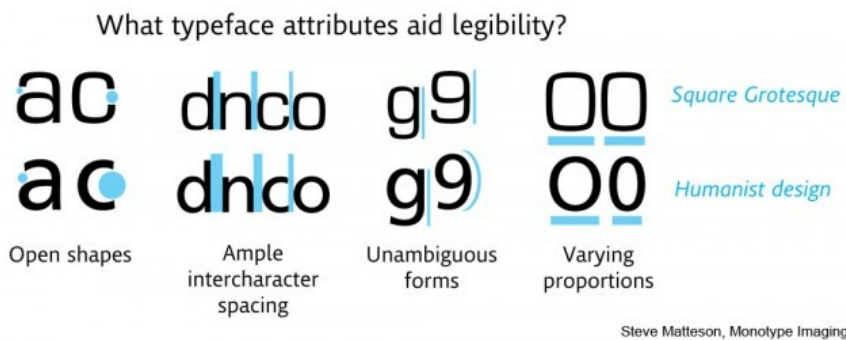 What typeface attributes aid legibility?
ac dnco g9 OO Square Grotesque
ac dnco g9 O0 Humanist design
Open shapes Ample intercharacter spacing Unambiguous forms Varying proportions
Steve Matteson, Monotype Imaging